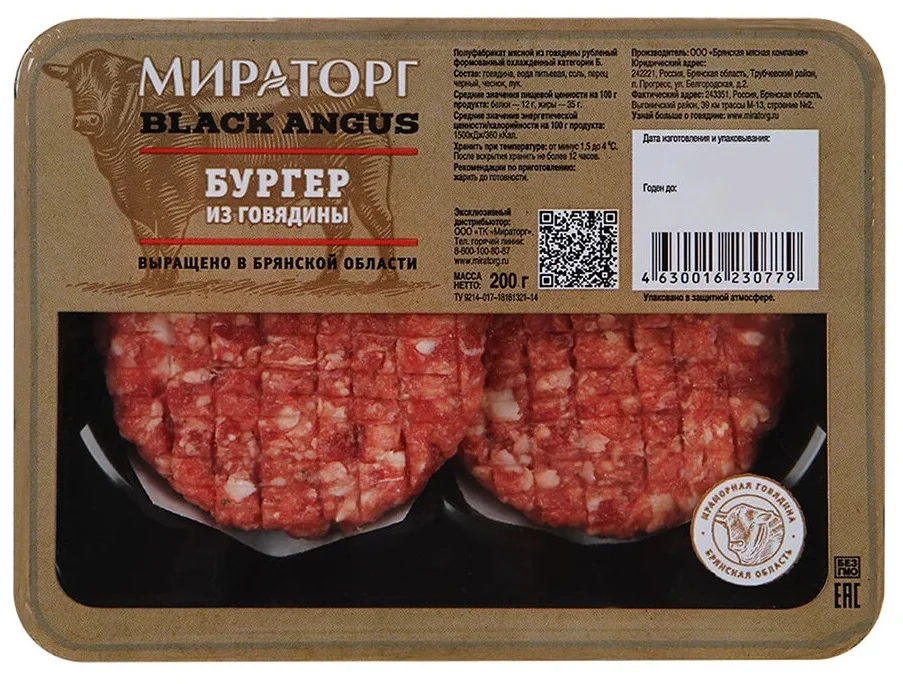 МИРАТОРГ
BLACK ANGUS
БУРГЕР
ИЗ ГОВЯДИНЫ
ВЫРАЩЕНО В БРЯНСКОЙ ОБЛАСТИ
Полуфабрикат мясной из говядины рубленый
формованный охлажденный категории Б.
Состав: говядина, вода питьевая, соль, перец
черный, чеснок, лук.
Средние значения пищевой ценности на 100 г
продукта: белки — 12 г, жиры — 35 г.
Средние значения энергетической
ценности/калорийности на 100 г продукта:
1500кДж/360 кКал.
Хранить при температуре: от минус 1,5 до 4 °C.
После вскрытия хранить не более 12 часов.
Рекомендации по приготовлению:
жарить до готовности.
Эксклюзивный
дистрибьютор:
ООО «ТК «Мираторг».
Тел. горячей линии:
8-800-100-80-87
www.miratorg.ru
МАССА
НЕТТО: 200 г
ТУ 9214-017-18181321-14
Производитель: ООО «Брянская мясная компания»
Юридический адрес:
242221, Россия, Брянская область, Трубчевский район,
п. Прогресс, ул. Белгородская, д.2.
Фактический адрес: 243351, Россия, Брянская область,
Выгоничский район, 39 км трассы М-13, строение №2.
Узнай больше о говядине: www.miratorg.ru
Дата изготовления и упаковывания:
Годен до:
4 630016 230779
Упаковано в защитной атмосфере.
МРАМОРНАЯ ГОВЯДИНА
БРЯНСКАЯ ОБЛАСТЬ
БЕЗ
ГМО
EAC